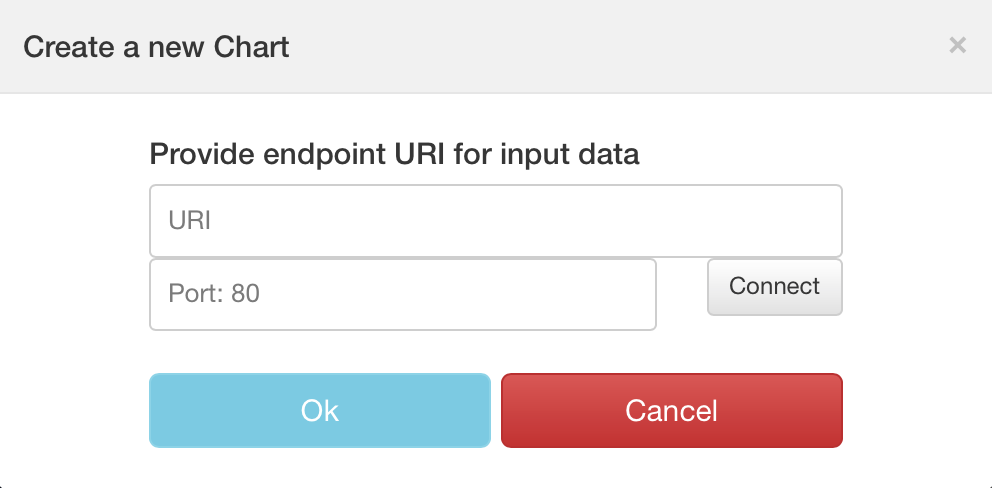 Create a new Chart ×
Provide endpoint URI for input data
URI
Port: 80
Connect
Ok
Cancel